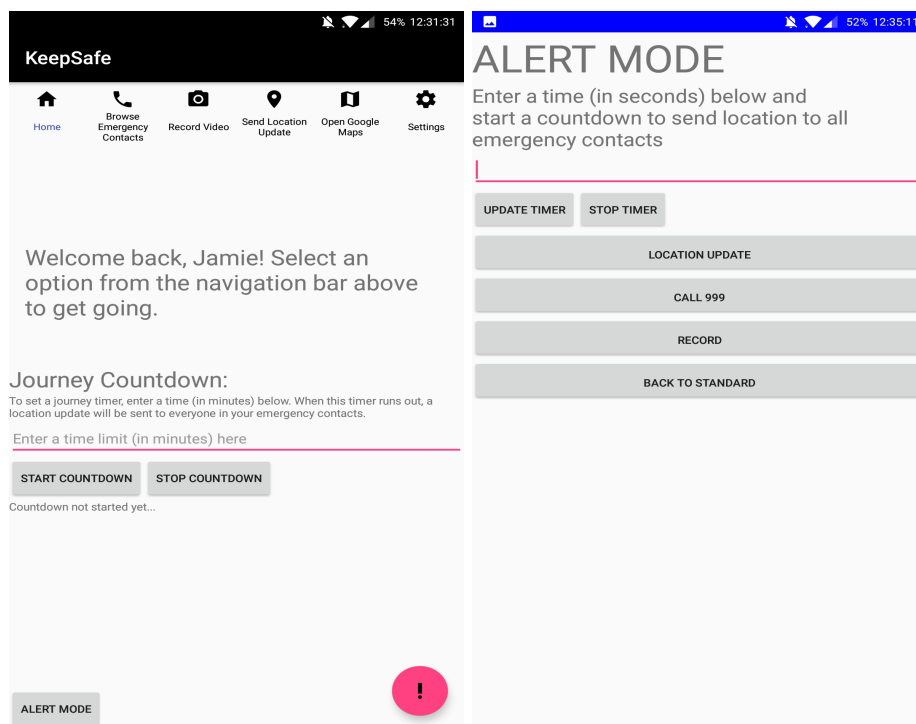 54% 12:31:31
KeepSafe
Home
Browse
Emergency
Contacts
Record Video
Send Location
Update
Open Google
Maps
Settings
Welcome back, Jamie! Select an
option from the navigation bar above
to get going.
Journey Countdown:
To set a journey timer, enter a time (in minutes) below. When this timer runs out, a
location update will be sent to everyone in your emergency contacts.
Enter a time limit (in minutes) here
START COUNTDOWN
STOP COUNTDOWN
Countdown not started yet...
!
ALERT MODE
52% 12:35:11
ALERT MODE
Enter a time (in seconds) below and
start a countdown to send location to all
emergency contacts
UPDATE TIMER
STOP TIMER
LOCATION UPDATE
CALL 999
RECORD
BACK TO STANDARD